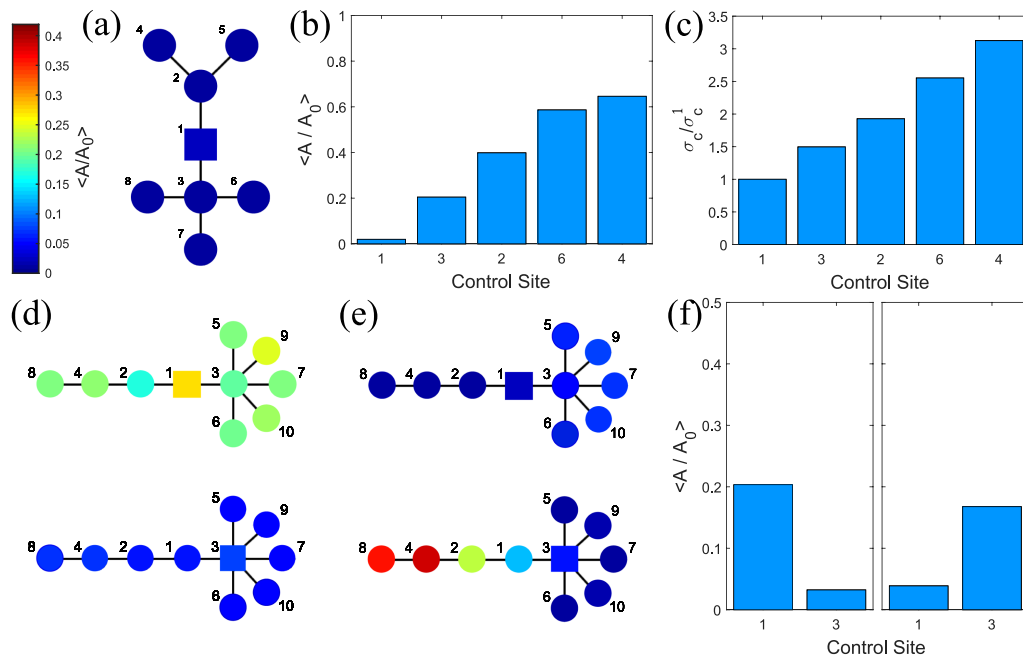 (a)
0.4
0.35
0.3
0.25
0.2
0.15
0.1
0.05
0
<A/A0>
4
5
2
1
8
3
6
7
(b)
1
0.8
0.6
0.4
0.2
0
<A / A0>
1 3 2 6 4
Control Site
(c)
3.5
3
2.5
2
1.5
1
0.5
0
σc/σc1
1 3 2 6 4
Control Site
(d)
5
9
8 4 2 1 3 7
6
10
5
9
8 4 2 1 3 7
6
10
(e)
5
9
8 4 2 1 3 7
6
10
5
9
8 4 2 1 3 7
6
10
(f)
0.5
0.4
0.3
0.2
0.1
0
<A / A0>
1 3 1 3
Control Site